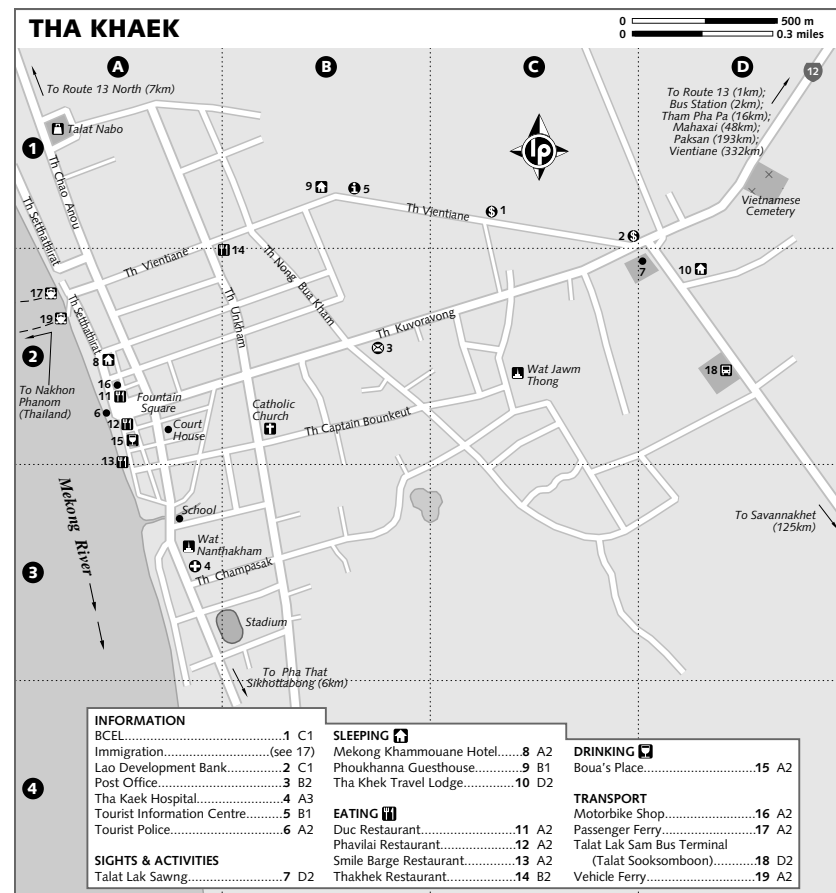 THA KHAEK
0 500 m
0 0.3 miles
A
B
C
D
1
2
3
4
To Route 13 North (7km)
Talat Nabo
Th Chao Anou
Th Setthathirat
Th Vientiane
Th Setthathirat
17
19
To Nakhon
Phanom
(Thailand)
8
16
11
6
12
15
13
Fountain
Square
Court
House
9
5
14
Th Nong Bua Kham
Th Unkham
Th Vientiane
1
2
Th Kuvoravong
3
Catholic
Church
Th Captain Bounkeut
Wat Jawm
Thong
lp
12
To Route 13 (1km);
Bus Station (2km);
Tham Pha Pa (16km);
Mahaxai (48km);
Paksan (193km);
Vientiane (332km)
Vietnamese
Cemetery
7
10
18
To Savannakhet
(125km)
Mekong River
School
Wat
Nanthakham
4
Th Champasak
Stadium
To Pha That
Sikhottabong (6km)
INFORMATION
BCEL...1 C1
Immigration...(see 17)
Lao Development Bank...2 C1
Post Office...3 B2
Tha Kaek Hospital...4 A3
Tourist Information Centre...5 B1
Tourist Police...6 A2
SIGHTS & ACTIVITIES
Talat Lak Sawng...7 D2
SLEEPING
Mekong Khammouane Hotel...8 A2
Phoukhanna Guesthouse...9 B1
Tha Khek Travel Lodge...10 D2
EATING
Duc Restaurant...11 A2
Phavilai Restaurant...12 A2
Smile Barge Restaurant...13 A2
Thakhek Restaurant...14 B2
DRINKING
Boua's Place...15 A2
TRANSPORT
Motorbike Shop...16 A2
Passenger Ferry...17 A2
Talat Lak Sam Bus Terminal
(Talat Sooksomboon)...18 D2
Vehicle Ferry...19 A2